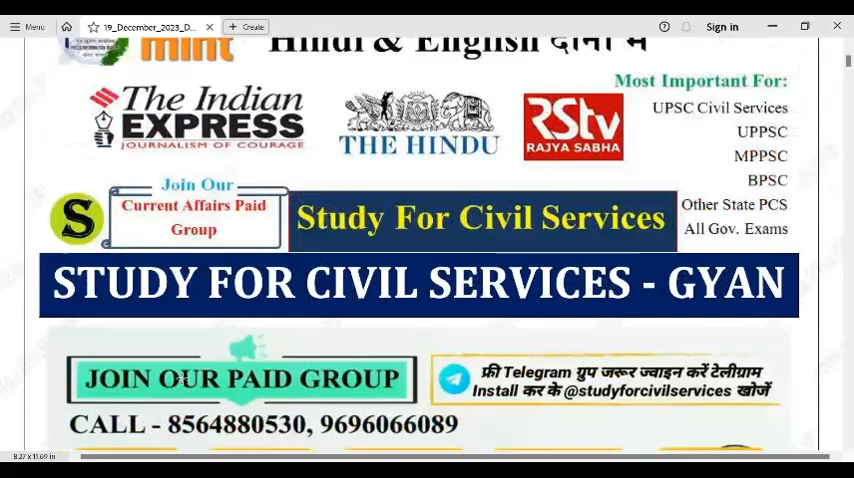 Menu
19_December_2023_D...
Create
Sign in
mint
Hindi & English दोनों में
The Indian
EXPRESS
JOURNALISM OF COURAGE
THE HINDU
RStv
RAJYA SABHA
Most Important For:
UPSC Civil Services
UPPSC
MPPSC
BPSC
Other State PCS
All Gov. Exams
S
Join Our
Current Affairs Paid
Group
Study For Civil Services
STUDY FOR CIVIL SERVICES - GYAN
JOIN OUR PAID GROUP
फ्री Telegram ग्रुप जरूर ज्वाइन करें टेलीग्राम
Install कर के @studyforcivilservices खोजें
CALL - 8564880530, 9696066089
8.27 x 11.69 in